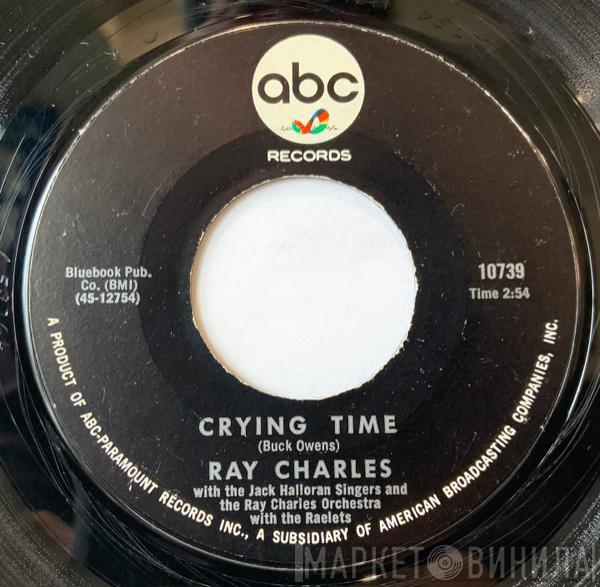 abc
RECORDS
Bluebook Pub.
Co. (BMI)
(45-12754)
10739
Time 2:54
CRYING TIME
(Buck Owens)
RAY CHARLES
with the Jack Halloran Singers and
the Ray Charles Orchestra
with the Raelets
A PRODUCT OF ABC-PARAMOUNT RECORDS INC., A SUBSIDIARY OF AMERICAN BROADCASTING COMPANIES, INC.
МАРКЕТ ВИНИЛА